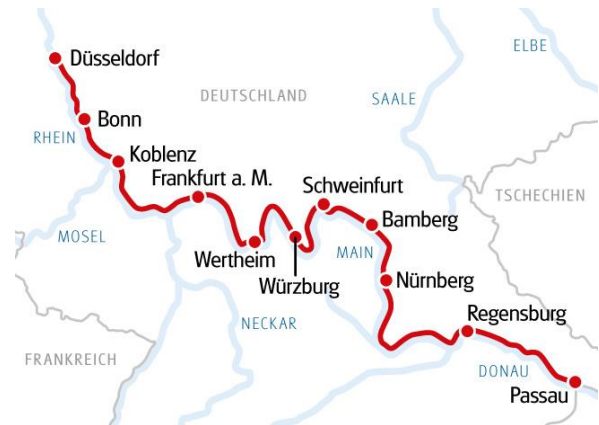 ELBE
Düsseldorf
DEUTSCHLAND
SAALE
Bonn
RHEIN
Koblenz
Frankfurt a. M.
Schweinfurt
TSCHECHIEN
Bamberg
MOSEL
Wertheim
MAIN
Würzburg
Nürnberg
Regensburg
NECKAR
FRANKREICH
DONAU
Passau